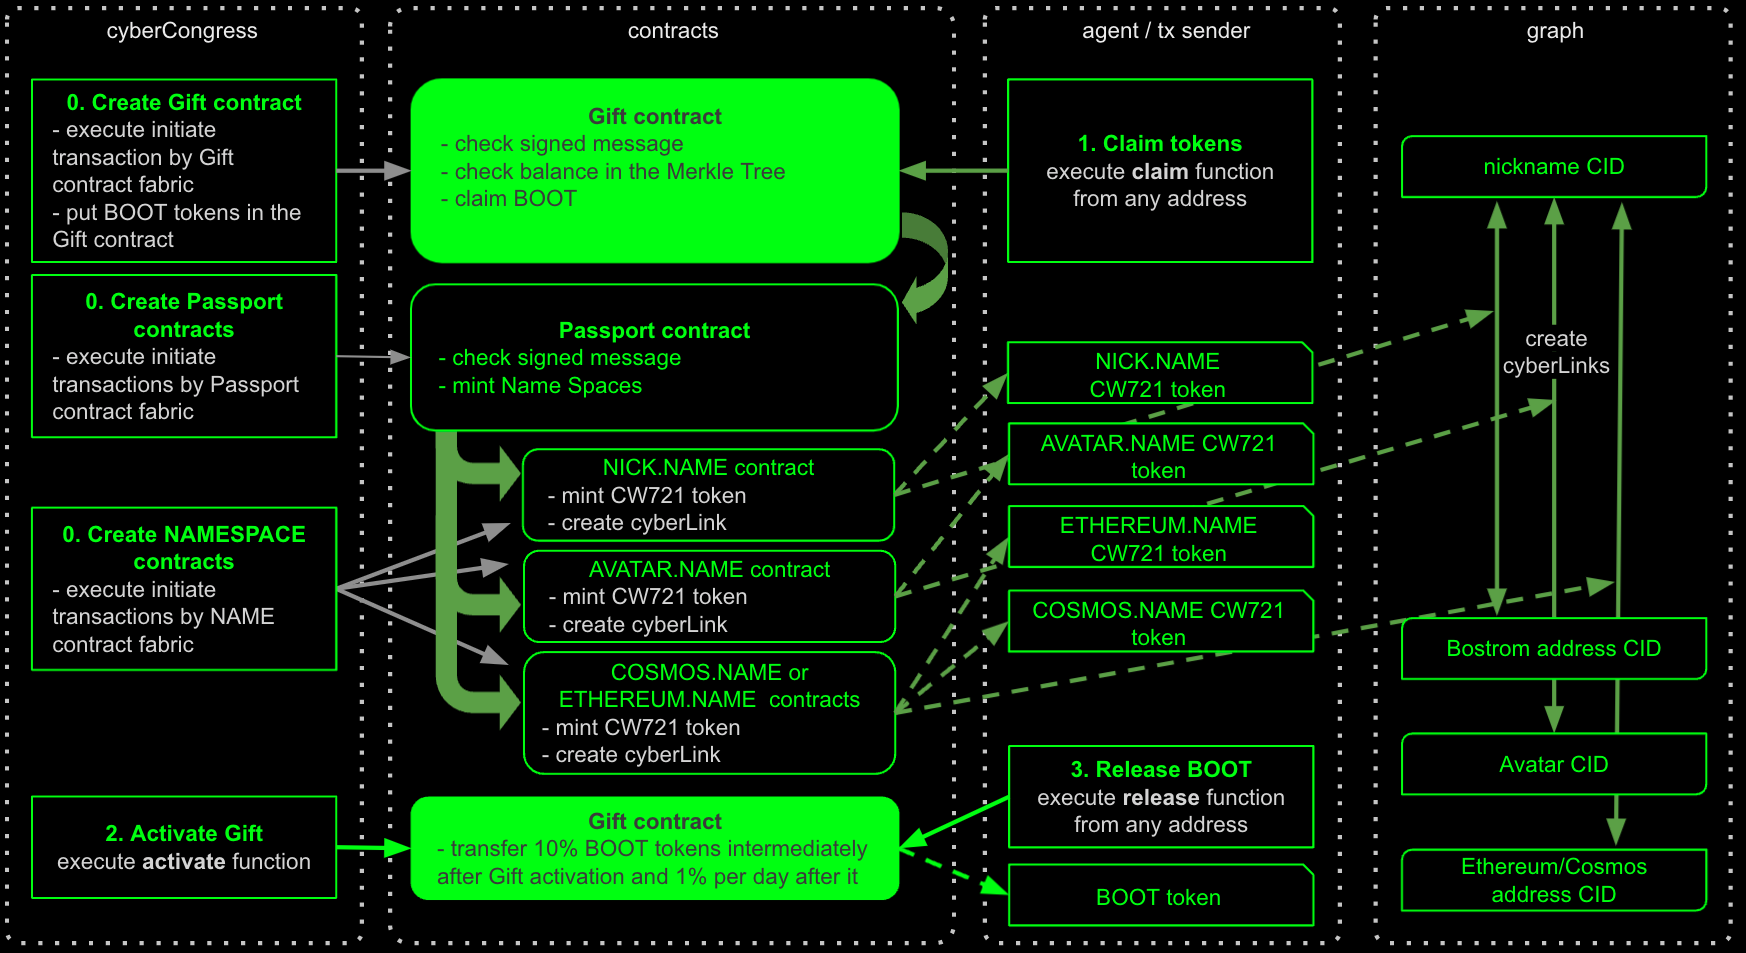 cyberCongress
0. Create Gift contract
- execute initiate
transaction by Gift
contract fabric
- put BOOT tokens in the
Gift contract
0. Create Passport
contracts
- execute initiate
transactions by Passport
contract fabric
0. Create NAMESPACE
contracts
- execute initiate
transactions by NAME
contract fabric
2. Activate Gift
execute activate function
contracts
Gift contract
- check signed message
- check balance in the Merkle Tree
- claim BOOT
Passport contract
- check signed message
- mint Name Spaces
NICK.NAME contract
- mint CW721 token
- create cyberLink
AVATAR.NAME contract
- mint CW721 token
- create cyberLink
COSMOS.NAME or
ETHEREUM.NAME contracts
- mint CW721 token
- create cyberLink
Gift contract
- transfer 10% BOOT tokens intermediately
after Gift activation and 1% per day after it
agent / tx sender
1. Claim tokens
execute claim function
from any address
NICK.NAME
CW721 token
AVATAR.NAME CW721
token
ETHEREUM.NAME
CW721 token
COSMOS.NAME CW721
token
3. Release BOOT
execute release function
from any address
BOOT token
graph
nickname CID
create
cyberLinks
Bostrom address CID
Avatar CID
Ethereum/Cosmos
address CID